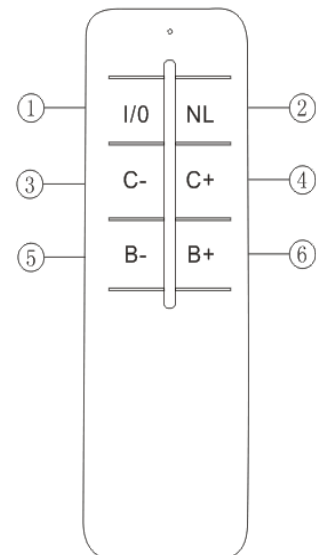 ① I/0 NL ②
③ C- C+ ④
⑤ B- B+ ⑥